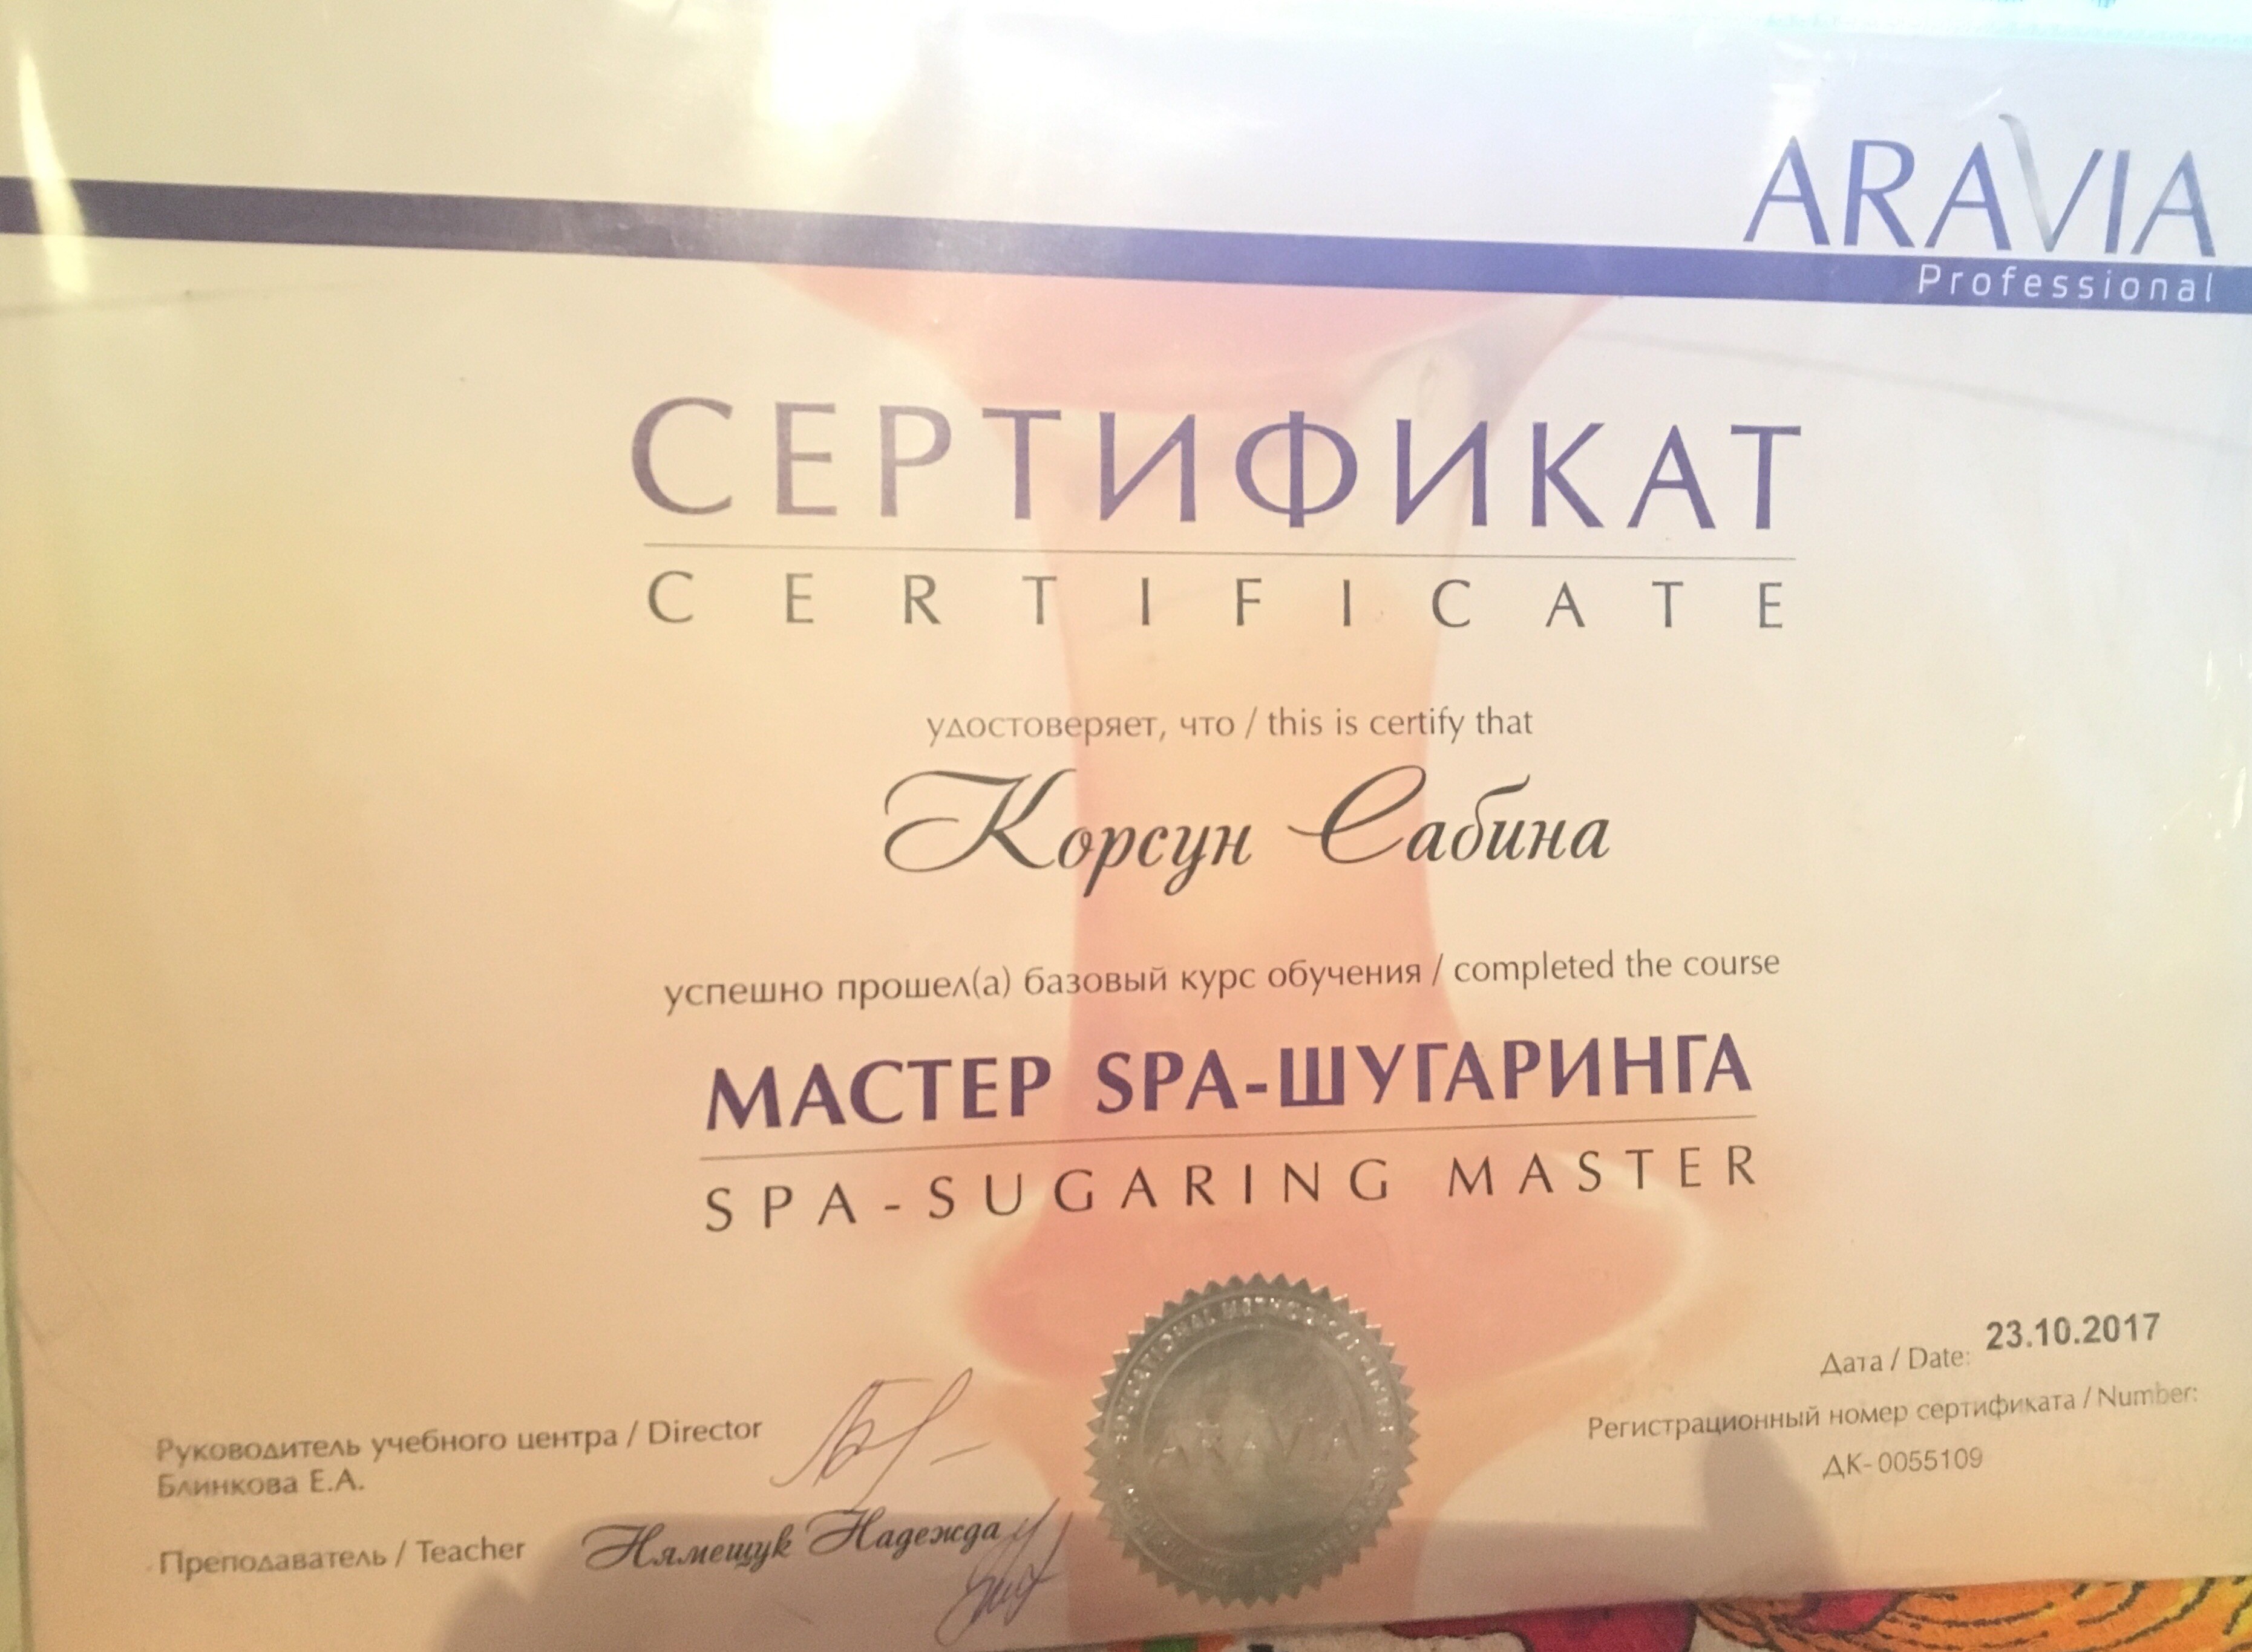 ARAVIA
Professional
СЕРТИФИКАТ
CERTIFICATE
удостоверяет, что / this is certify that
Корсун Сабина
успешно прошел(а) базовый курс обучения / completed the course
МАСТЕР SPA-ШУГАРИНГА
SPA-SUGARING MASTER
Дата / Date: 23.10.2017
Регистрационный номер сертификата / Number:
ДК-0055109
Руководитель учебного центра / Director
Блинкова Е.А.
Преподаватель / Teacher Нямещук Надежда
ARAVIA